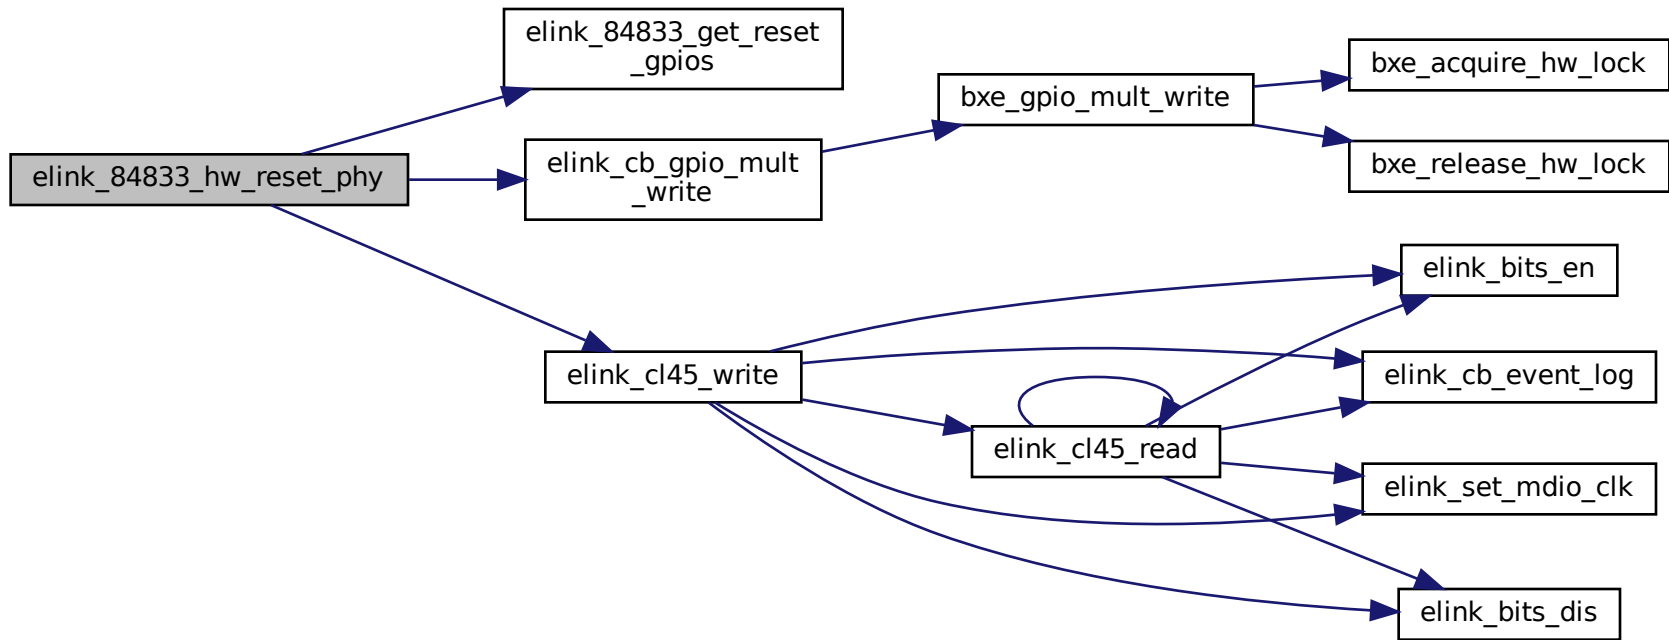 elink_84833_hw_reset_phy
elink_84833_get_reset
_gpios
elink_cb_gpio_mult
_write
elink_cl45_write
bxe_gpio_mult_write
elink_cl45_read
bxe_acquire_hw_lock
bxe_release_hw_lock
elink_bits_en
elink_cb_event_log
elink_set_mdio_clk
elink_bits_dis